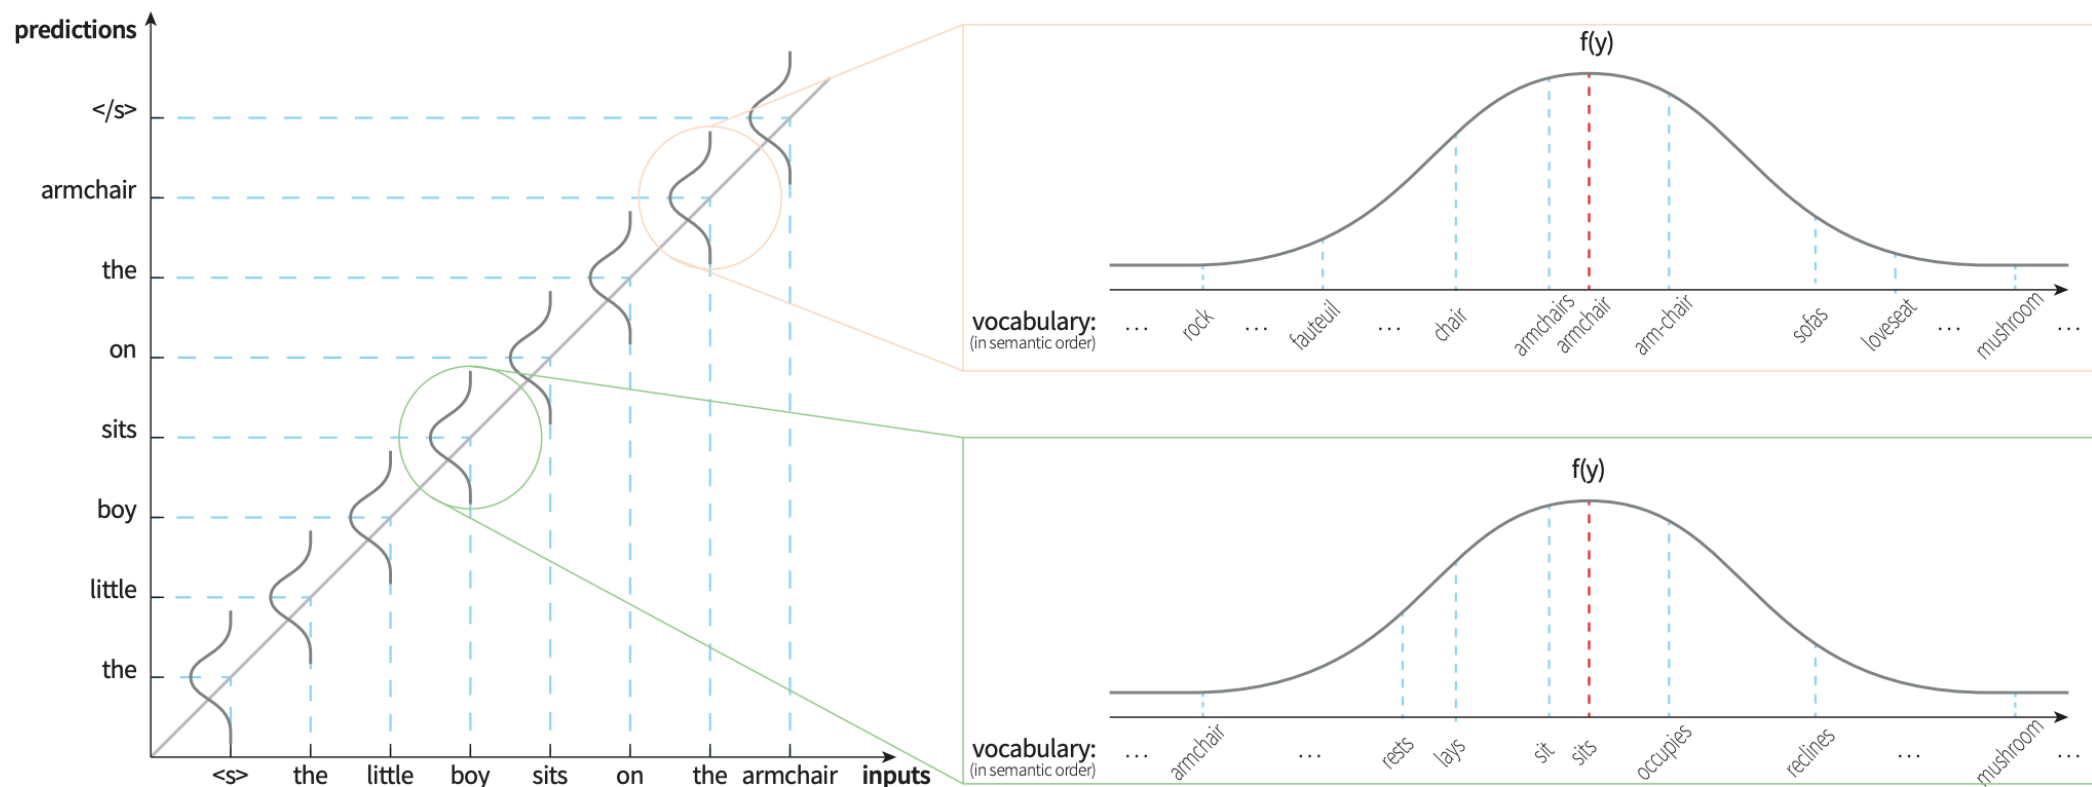 predictions
</s>
armchair
the
on
sits
boy
little
the
<s> the little boy sits on the armchair inputs
f(y)
vocabulary:
(in semantic order)
... rock ... fauteuil ... chair armchairs armchair arm-chair sofas loveseat ... mushroom ...
f(y)
vocabulary:
(in semantic order)
... armchair ... rests lays sit sits occupies reclines ... mushroom ...